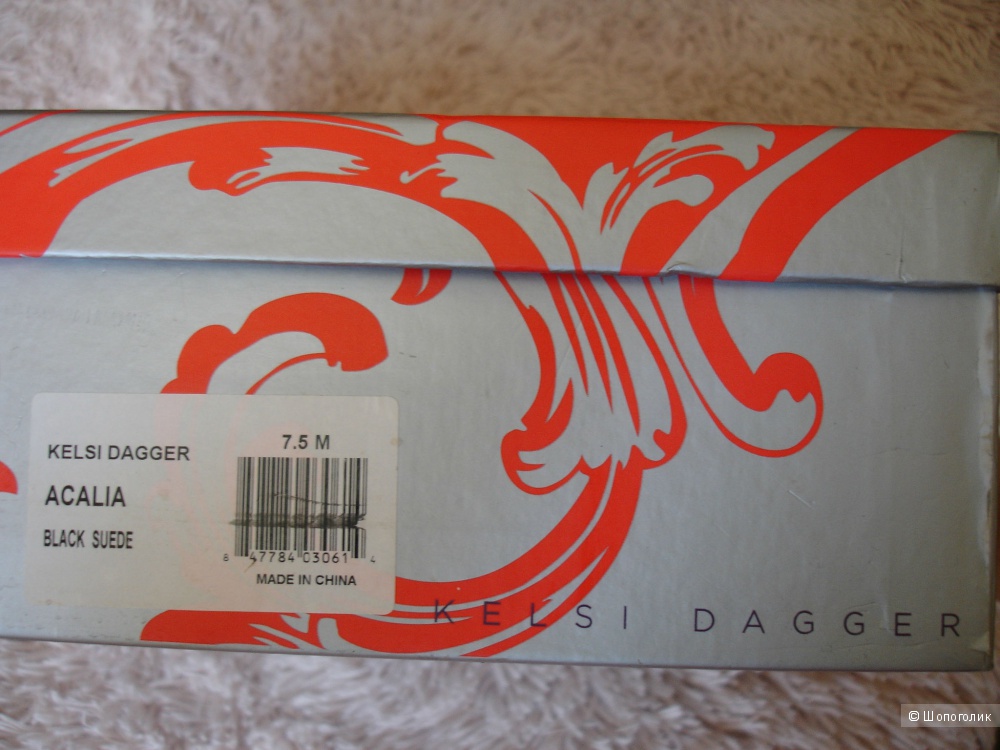 KELSI DAGGER
7.5 M
ACALIA
BLACK SUEDE
8 47784 03061 4
MADE IN CHINA
KELSI DAGGER
© Шопоголик